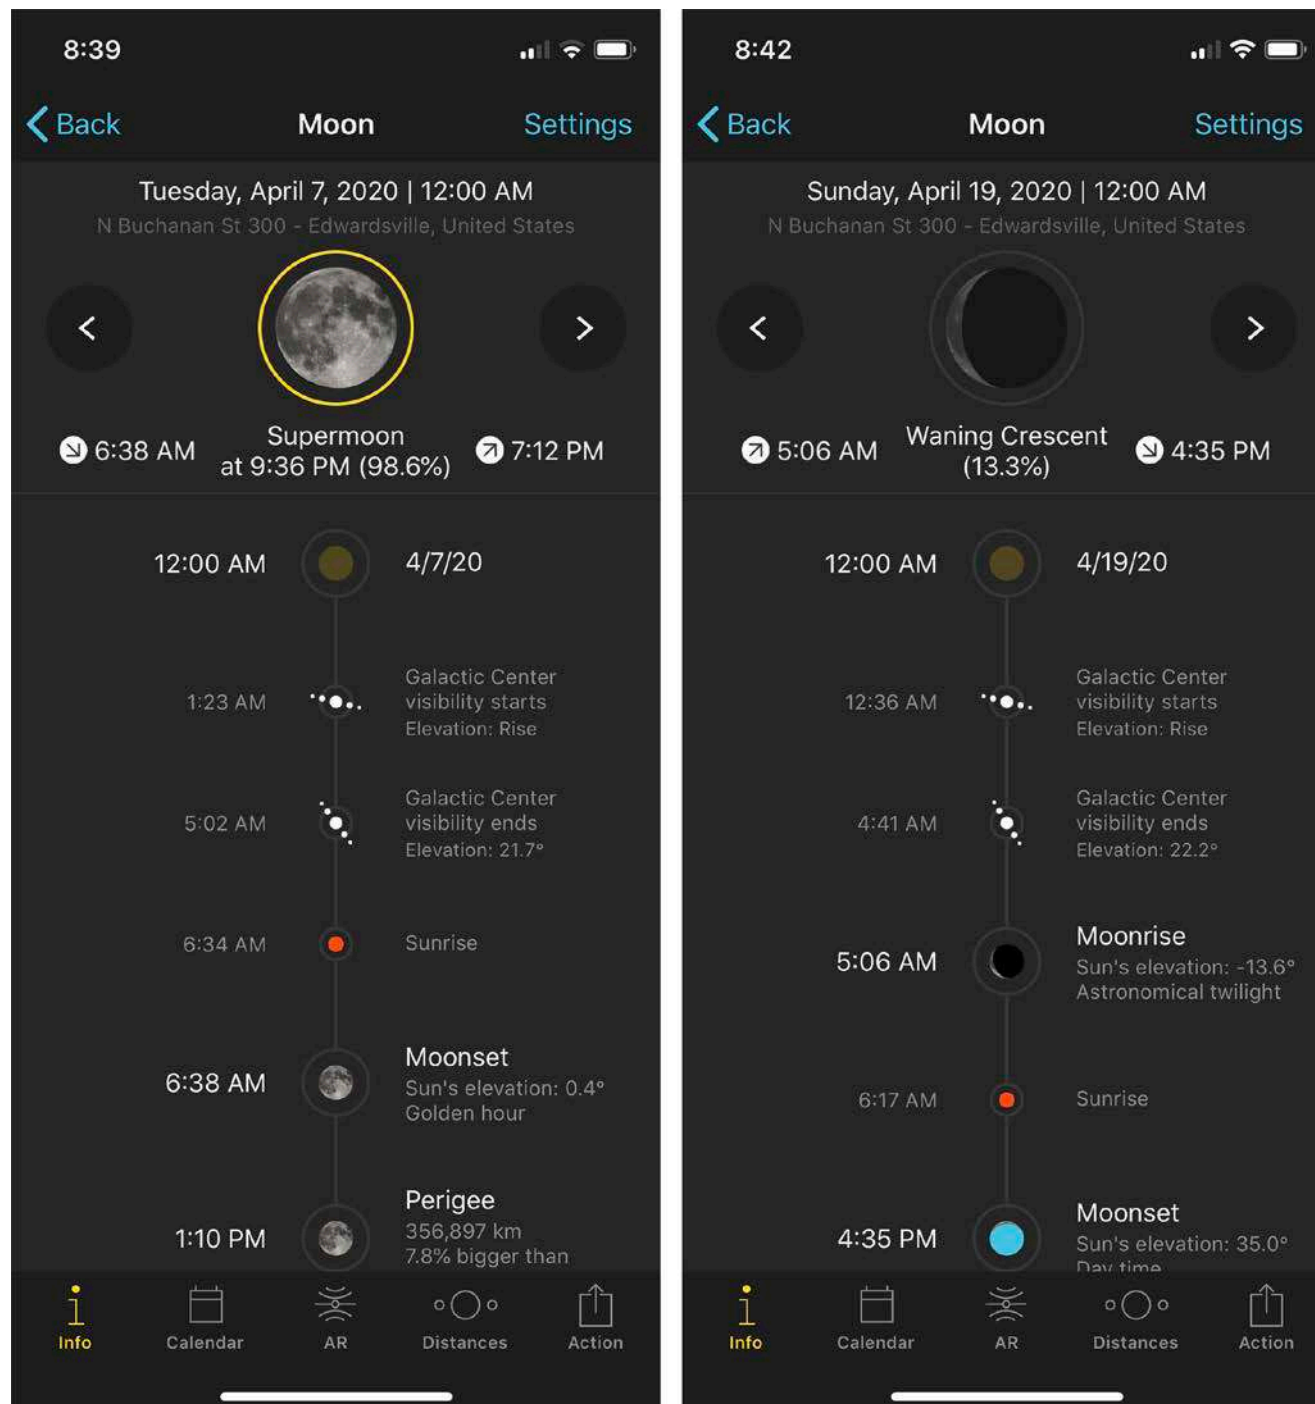 8:39
Back
Moon
Settings
Tuesday, April 7, 2020 | 12:00 AM
N Buchanan St 300 - Edwardsville, United States
<
>
6:38 AM
Supermoon
at 9:36 PM (98.6%)
7:12 PM
12:00 AM
4/7/20
1:23 AM
Galactic Center
visibility starts
Elevation: Rise
5:02 AM
Galactic Center
visibility ends
Elevation: 21.7°
6:34 AM
Sunrise
6:38 AM
Moonset
Sun's elevation: 0.4°
Golden hour
1:10 PM
Perigee
356,897 km
7.8% bigger than
Info
Calendar
AR
Distances
Action
8:42
Back
Moon
Settings
Sunday, April 19, 2020 | 12:00 AM
N Buchanan St 300 - Edwardsville, United States
<
>
5:06 AM
Waning Crescent
(13.3%)
4:35 PM
12:00 AM
4/19/20
12:36 AM
Galactic Center
visibility starts
Elevation: Rise
4:41 AM
Galactic Center
visibility ends
Elevation: 22.2°
5:06 AM
Moonrise
Sun's elevation: -13.6°
Astronomical twilight
6:17 AM
Sunrise
4:35 PM
Moonset
Sun's elevation: 35.0°
Day time
Info
Calendar
AR
Distances
Action